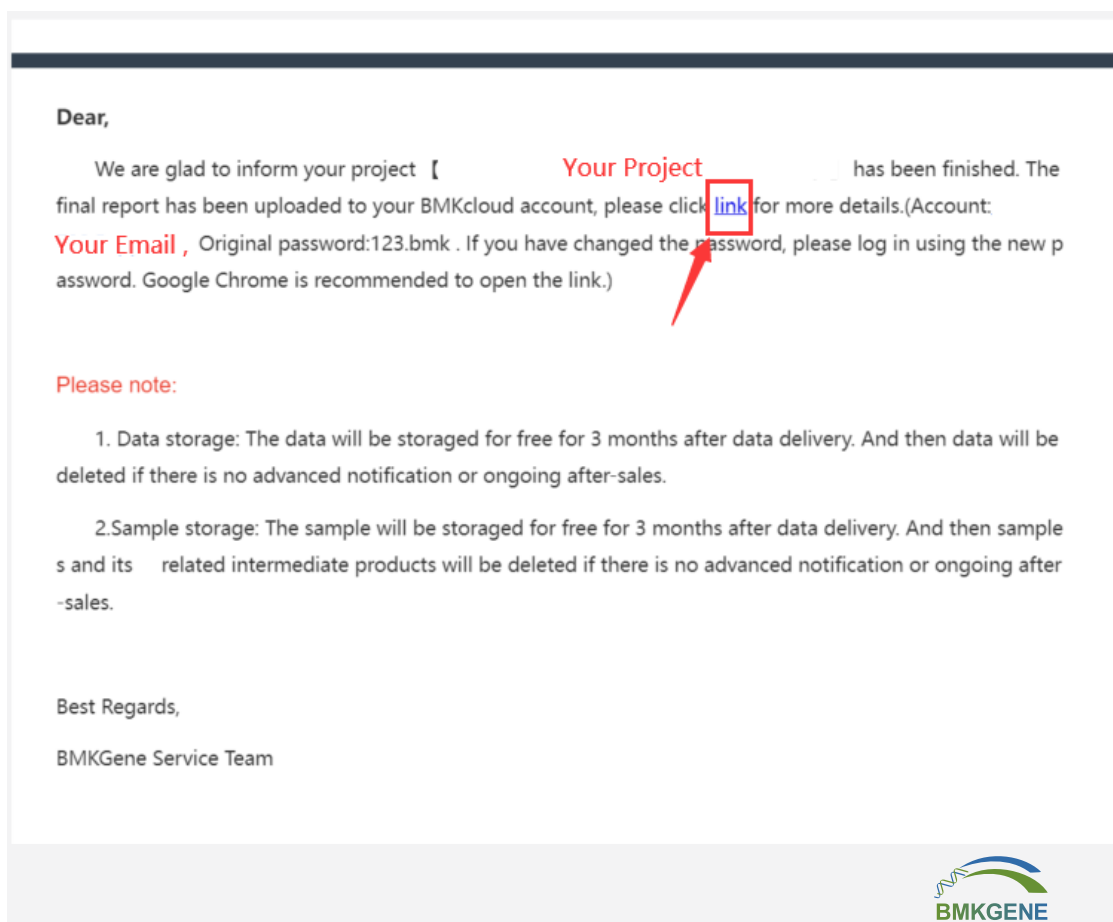 Dear,
We are glad to inform your project 【 Your Project has been finished. The
final report has been uploaded to your BMKcloud account, please click link for more details.(Account:
Your Email , Original password:123.bmk . If you have changed the password, please log in using the new p
assword. Google Chrome is recommended to open the link.)
Please note:
1. Data storage: The data will be storaged for free for 3 months after data delivery. And then data will be
deleted if there is no advanced notification or ongoing after-sales.
2.Sample storage: The sample will be storaged for free for 3 months after data delivery. And then sample
s and its related intermediate products will be deleted if there is no advanced notification or ongoing after
-sales.
Best Regards,
BMKGene Service Team
BMKGENE